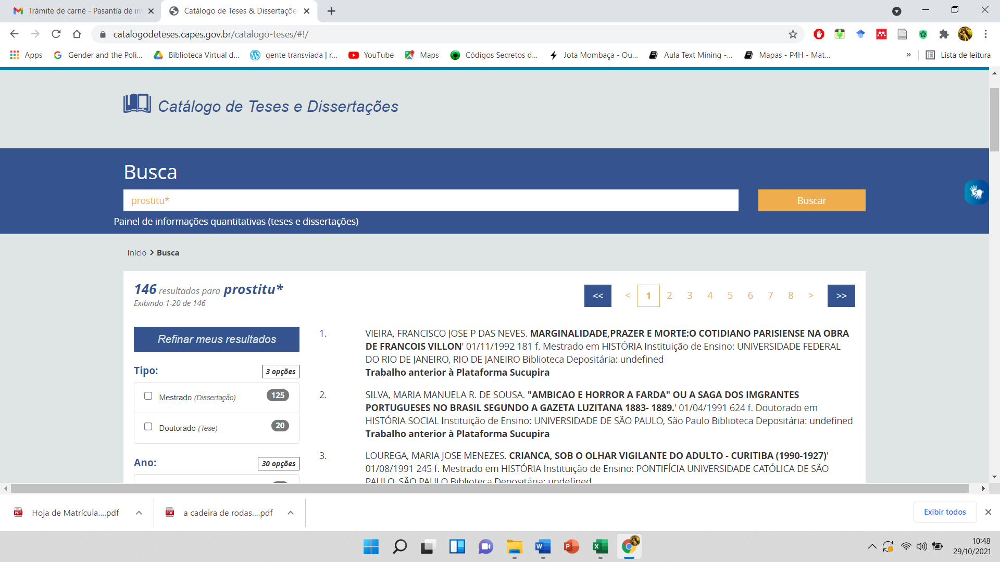 Trámite de carné - Pasantía de in
Catálogo de Teses & Dissertaçõe
catalogodeteses.capes.gov.br/catalogo-teses/#!/
Apps
Gender and the Poli...
Biblioteca Virtual d...
gente transviada | r...
YouTube
Maps
Códigos Secretos d...
Jota Mombaça - Ou...
Aula Text Mining -...
Mapas - P4H - Mat...
»
Lista de leitura
Catálogo de Teses e Dissertações
Busca
prostitu*
Buscar
Painel de informações quantitativas (teses e dissertações)
Inicio > Busca
146 resultados para prostitu*
Exibindo 1-20 de 146
<< < 1 2 3 4 5 6 7 8 > >>
Refinar meus resultados
Tipo:
3 opções
Mestrado (Dissertação)
125
Doutorado (Tese)
20
Ano:
30 opções
1.
VIEIRA, FRANCISCO JOSE P DAS NEVES. MARGINALIDADE,PRAZER E MORTE:O COTIDIANO PARISIENSE NA OBRA
DE FRANCOIS VILLON' 01/11/1992 181 f. Mestrado em HISTÓRIA Instituição de Ensino: UNIVERSIDADE FEDERAL
DO RIO DE JANEIRO, RIO DE JANEIRO Biblioteca Depositária: undefined
Trabalho anterior à Plataforma Sucupira
2.
SILVA, MARIA MANUELA R. DE SOUSA. "AMBICAO E HORROR A FARDA" OU A SAGA DOS IMGRANTES
PORTUGUESES NO BRASIL SEGUNDO A GAZETA LUZITANA 1883- 1889.' 01/04/1991 624 f. Doutorado em
HISTÓRIA SOCIAL Instituição de Ensino: UNIVERSIDADE DE SÃO PAULO, São Paulo Biblioteca Depositária: undefined
Trabalho anterior à Plataforma Sucupira
3.
LOUREGA, MARIA JOSE MENEZES. CRIANCA, SOB O OLHAR VIGILANTE DO ADULTO - CURITIBA (1990-1927)'
01/08/1991 245 f. Mestrado em HISTÓRIA Instituição de Ensino: PONTIFÍCIA UNIVERSIDADE CATÓLICA DE SÃO
PAULO, SÃO PAULO Biblioteca Depositária: undefined
Hoja de Matrícula....pdf
a cadeira de rodas....pdf
Exibir todos
10:48
29/10/2021